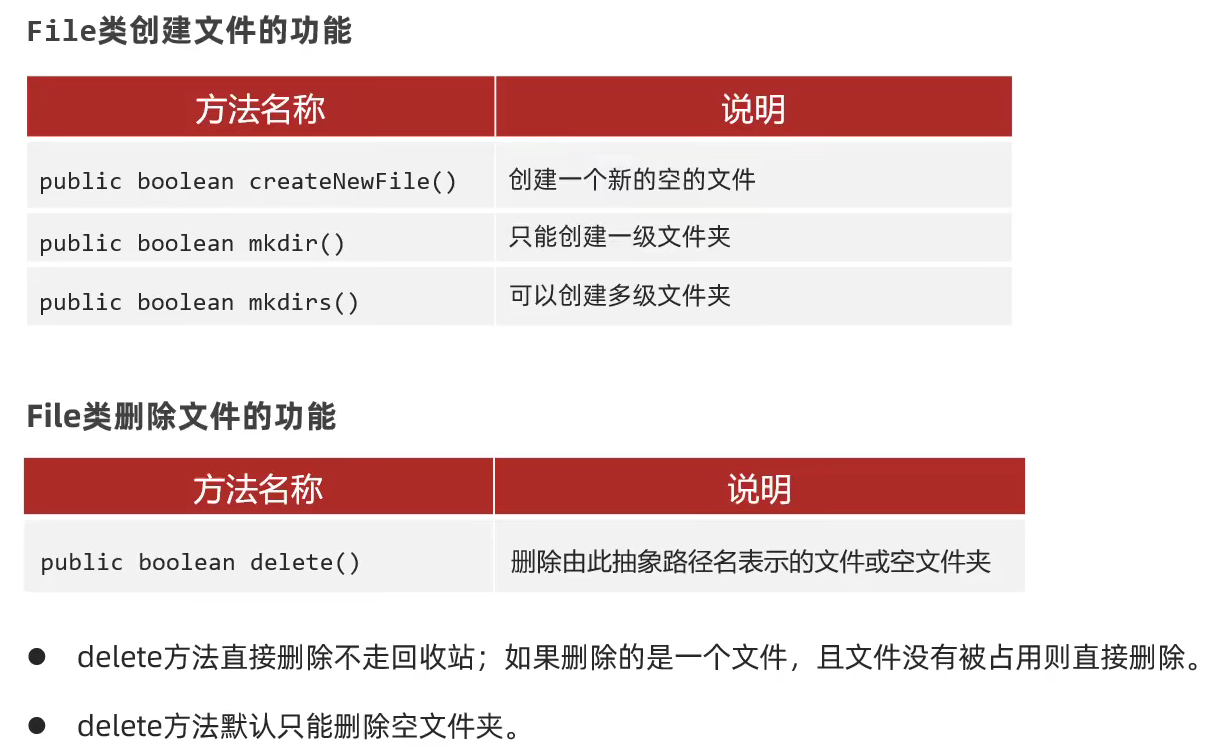 File类创建文件的功能
方法名称 说明
public boolean createNewFile() 创建一个新的空的文件
public boolean mkdir() 只能创建一级文件夹
public boolean mkdirs() 可以创建多级文件夹
File类删除文件的功能
方法名称 说明
public boolean delete() 删除由此抽象路径名表示的文件或空文件夹
● delete方法直接删除不走回收站；如果删除的是一个文件，且文件没有被占用则直接删除。
● delete方法默认只能删除空文件夹。